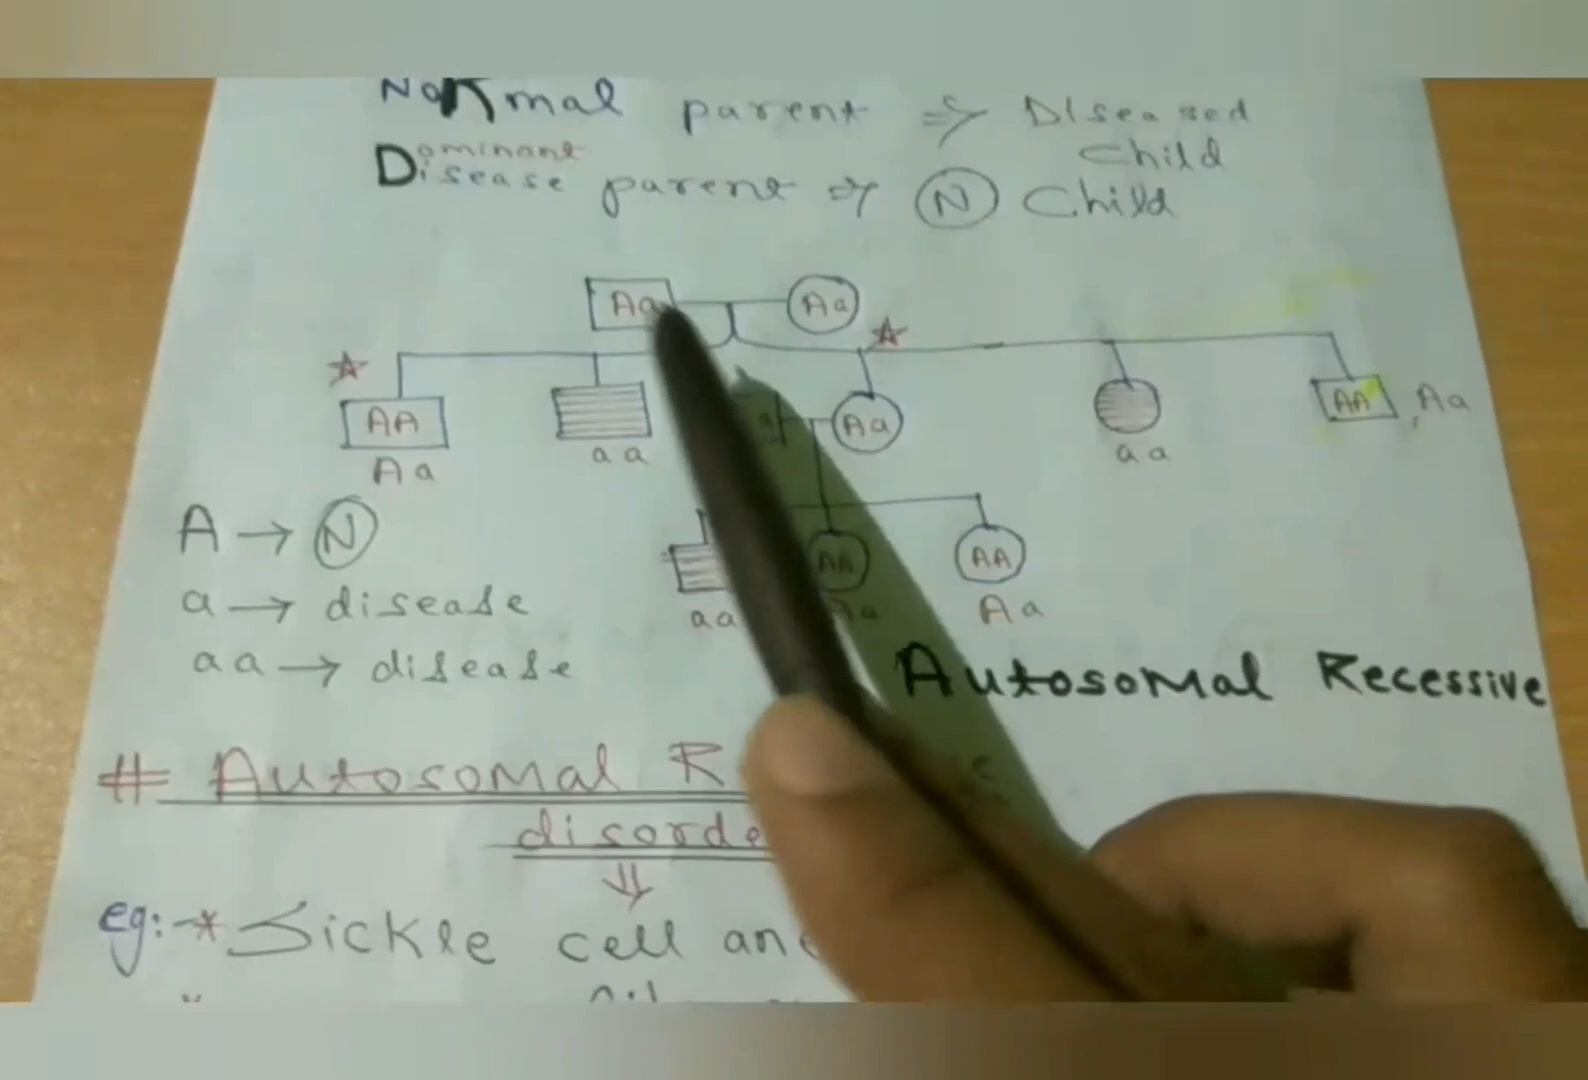 Normal parent ⇒ Diseased
Child
Dominant
Disease parent ⇒ N Child
Aa Aa
AA Aa AA, Aa
Aa aa aa
A → N AA AA
a → disease aa Aa Aa
aa → disease
Autosomal Recessive
# Autosomal R
disorde
eg:-* Sickle cell